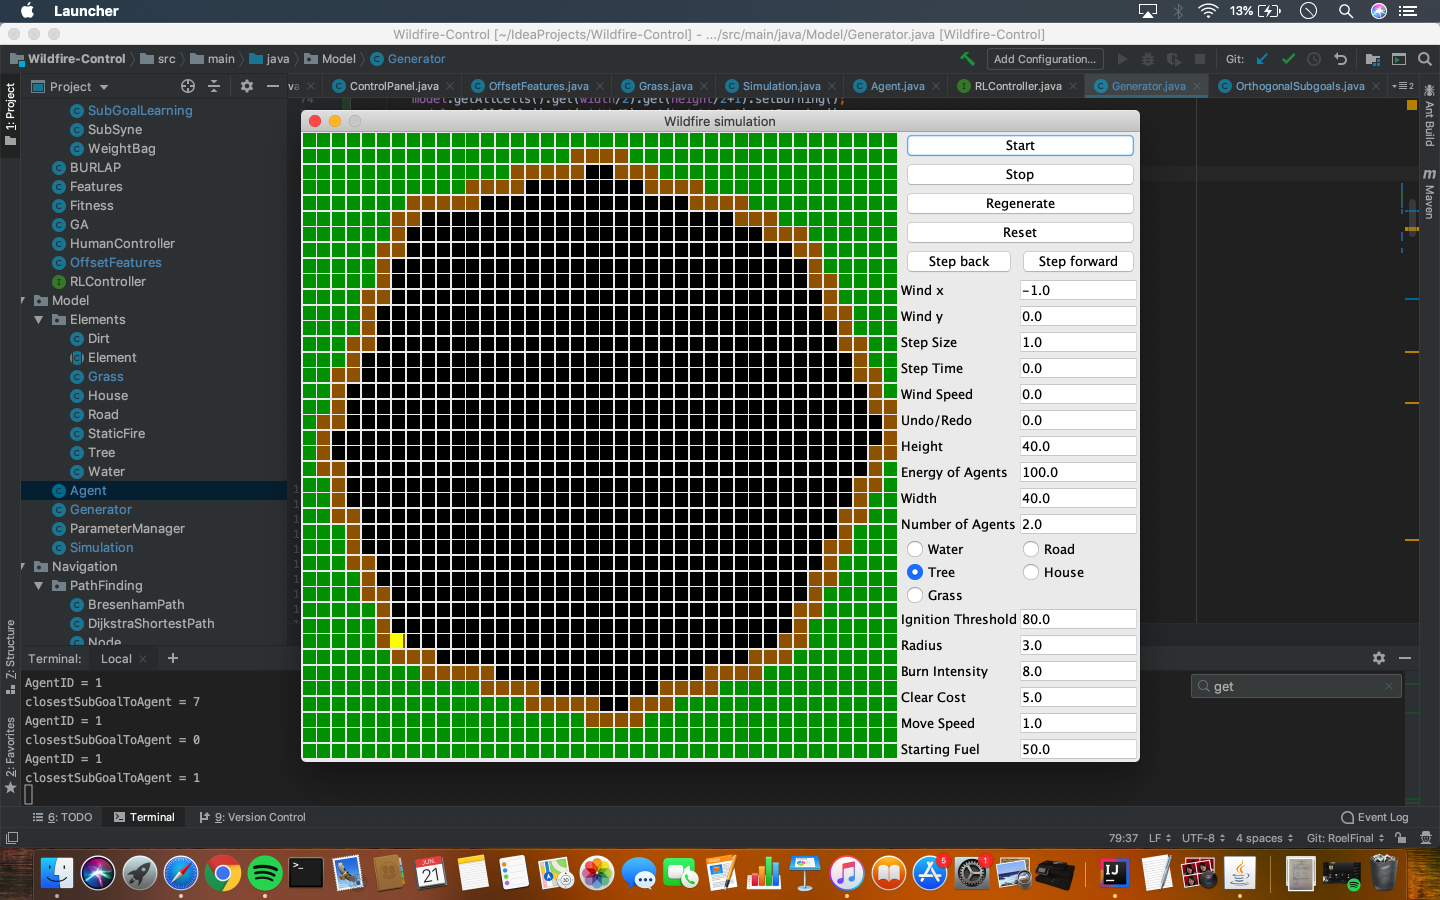 Launcher
13%
Wildfire-Control [~/IdeaProjects/Wildfire-Control] - .../src/main/java/Model/Generator.java [Wildfire-Control]
Wildfire-Control
src
main
java
Model
Generator
Add Configuration...
Git:
1: Project
Project
ControlPanel.java
OffsetFeatures.java
Grass.java
Simulation.java
Agent.java
RLController.java
Generator.java
OrthogonalSubgoals.java
Ant Build
Maven
SubGoalLearning
SubSyne
WeightBag
BURLAP
Features
Fitness
GA
HumanController
OffsetFeatures
RLController
Model
Elements
Dirt
Element
Grass
House
Road
StaticFire
Tree
Water
Agent
Generator
ParameterManager
Simulation
Navigation
PathFinding
BresenhamPath
DijkstraShortestPath
Node
Wildfire simulation
Start
Stop
Regenerate
Reset
Step back
Step forward
Wind x -1.0
Wind y 0.0
Step Size 1.0
Step Time 0.0
Wind Speed 0.0
Undo/Redo 0.0
Height 40.0
Energy of Agents 100.0
Width 40.0
Number of Agents 2.0
Water Road
Tree House
Grass
Ignition Threshold 80.0
Radius 3.0
Burn Intensity 8.0
Clear Cost 5.0
Move Speed 1.0
Starting Fuel 50.0
Z: Structure
2: Favorites
Terminal: Local
AgentID = 1
closestSubGoalToAgent = 7
AgentID = 1
closestSubGoalToAgent = 0
AgentID = 1
closestSubGoalToAgent = 1
get
6: TODO
Terminal
9: Version Control
Event Log
79:37 LF UTF-8 4 spaces Git: RoelFinal
JUN
21
5
1
IJ